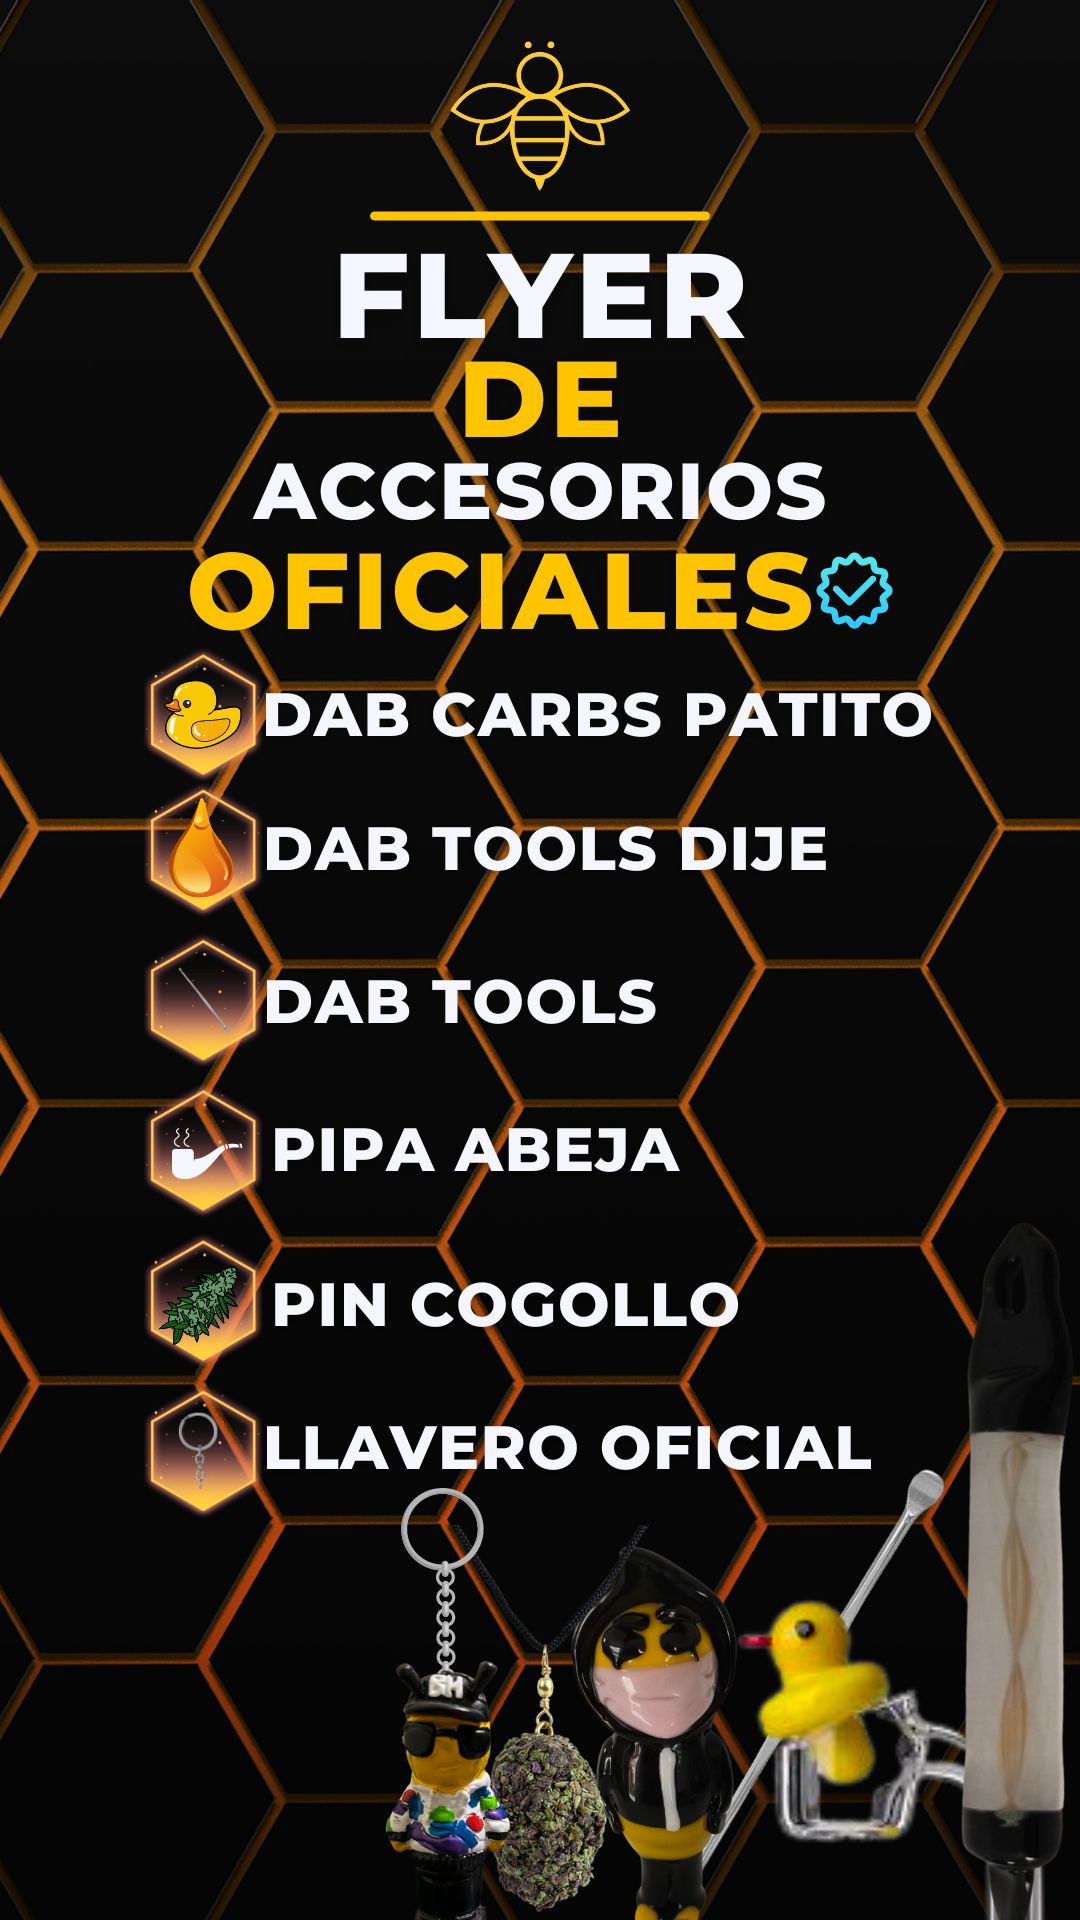 FLYER
DE
ACCESORIOS
OFICIALES
DAB CARBS PATITO
DAB TOOLS DIJE
DAB TOOLS
PIPA ABEJA
PIN COGOLLO
LLAVERO OFICIAL